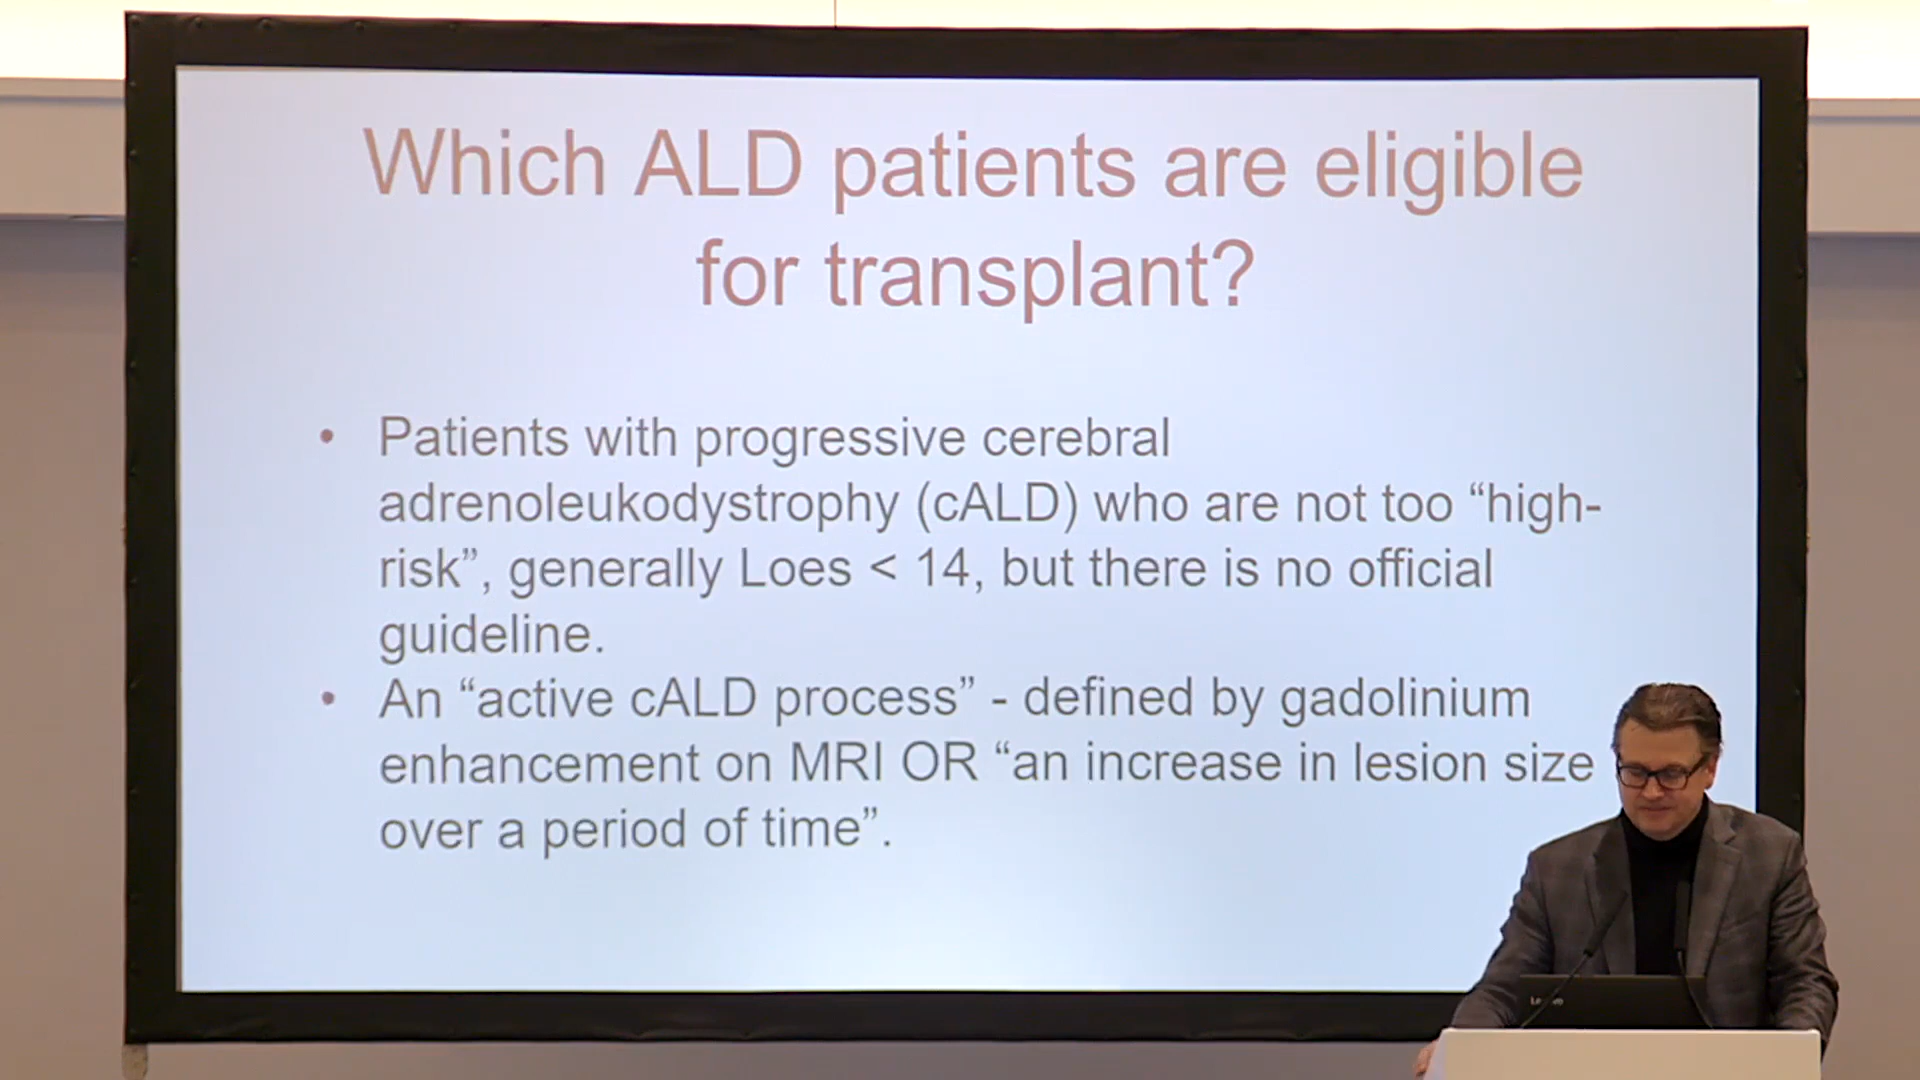 Which ALD patients are eligible
for transplant?
• Patients with progressive cerebral
adrenoleukodystrophy (cALD) who are not too “high-
risk”, generally Loes < 14, but there is no official
guideline.
• An “active cALD process” - defined by gadolinium
enhancement on MRI OR “an increase in lesion size
over a period of time”.